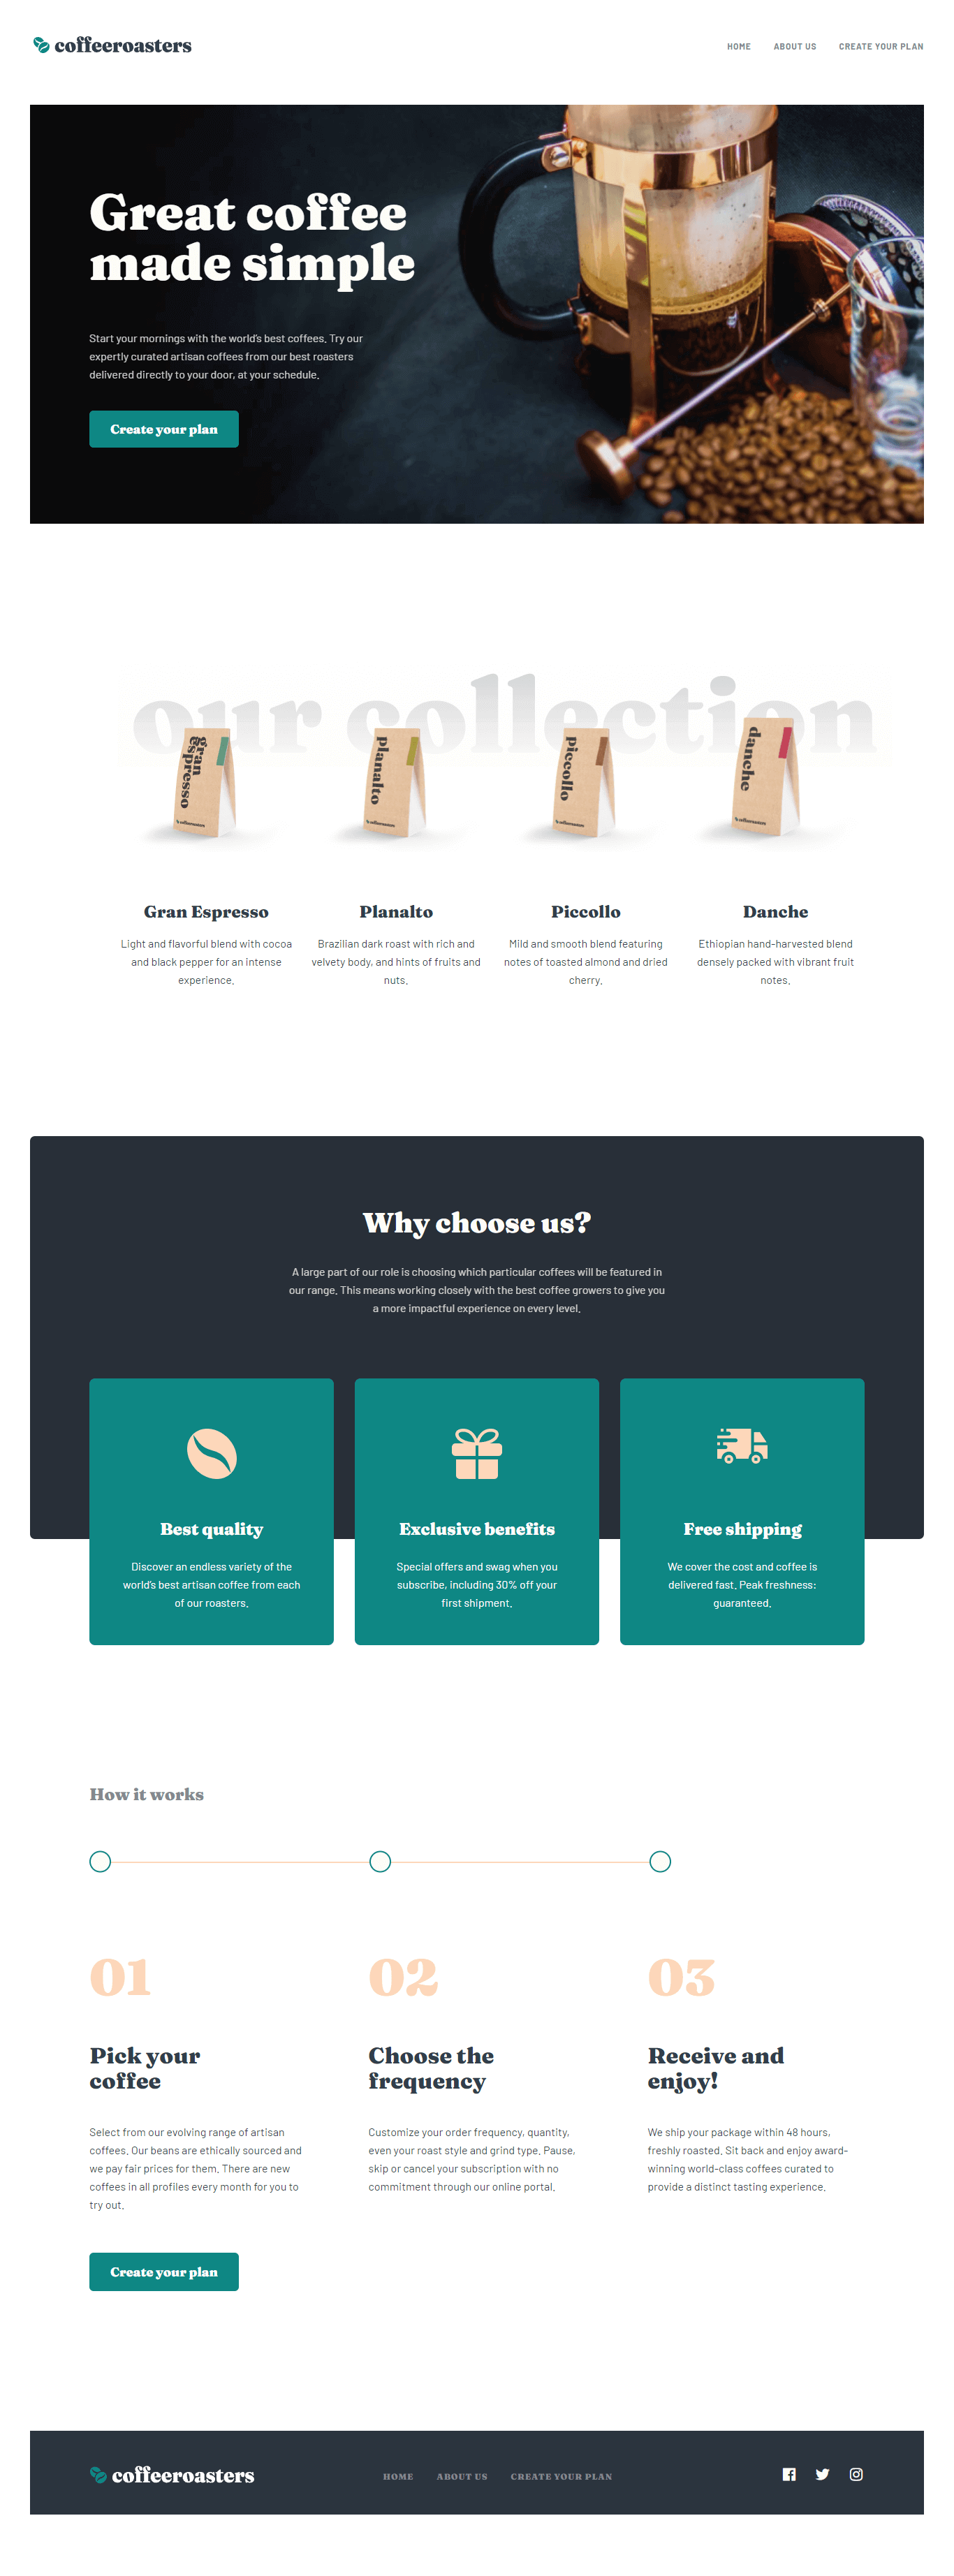 coffeeroasters
HOME ABOUT US CREATE YOUR PLAN
Great coffee
made simple
Start your mornings with the world's best coffees. Try our
expertly curated artisan coffees from our best roasters
delivered directly to your door, at your schedule.
Create your plan
our collection
Gran
espresso
Planalto
Piccollo
danche
coffeeroasters
coffeeroasters
coffeeroasters
coffeeroasters
Gran Espresso
Planalto
Piccollo
Danche
Light and flavorful blend with cocoa
and black pepper for an intense
experience.
Brazilian dark roast with rich and
velvety body, and hints of fruits and
nuts.
Mild and smooth blend featuring
notes of toasted almond and dried
cherry.
Ethiopian hand-harvested blend
densely packed with vibrant fruit
notes.
Why choose us?
A large part of our role is choosing which particular coffees will be featured in
our range. This means working closely with the best coffee growers to give you
a more impactful experience on every level.
Best quality
Discover an endless variety of the
world's best artisan coffee from each
of our roasters.
Exclusive benefits
Special offers and swag when you
subscribe, including 30% off your
first shipment.
Free shipping
We cover the cost and coffee is
delivered fast. Peak freshness:
guaranteed.
How it works
01
Pick your
coffee
Select from our evolving range of artisan
coffees. Our beans are ethically sourced and
we pay fair prices for them. There are new
coffees in all profiles every month for you to
try out.
02
Choose the
frequency
Customize your order frequency, quantity,
even your roast style and grind type. Pause,
skip or cancel your subscription with no
commitment through our online portal.
03
Receive and
enjoy!
We ship your package within 48 hours,
freshly roasted. Sit back and enjoy award-
winning world-class coffees curated to
provide a distinct tasting experience.
Create your plan
coffeeroasters
HOME ABOUT US CREATE YOUR PLAN